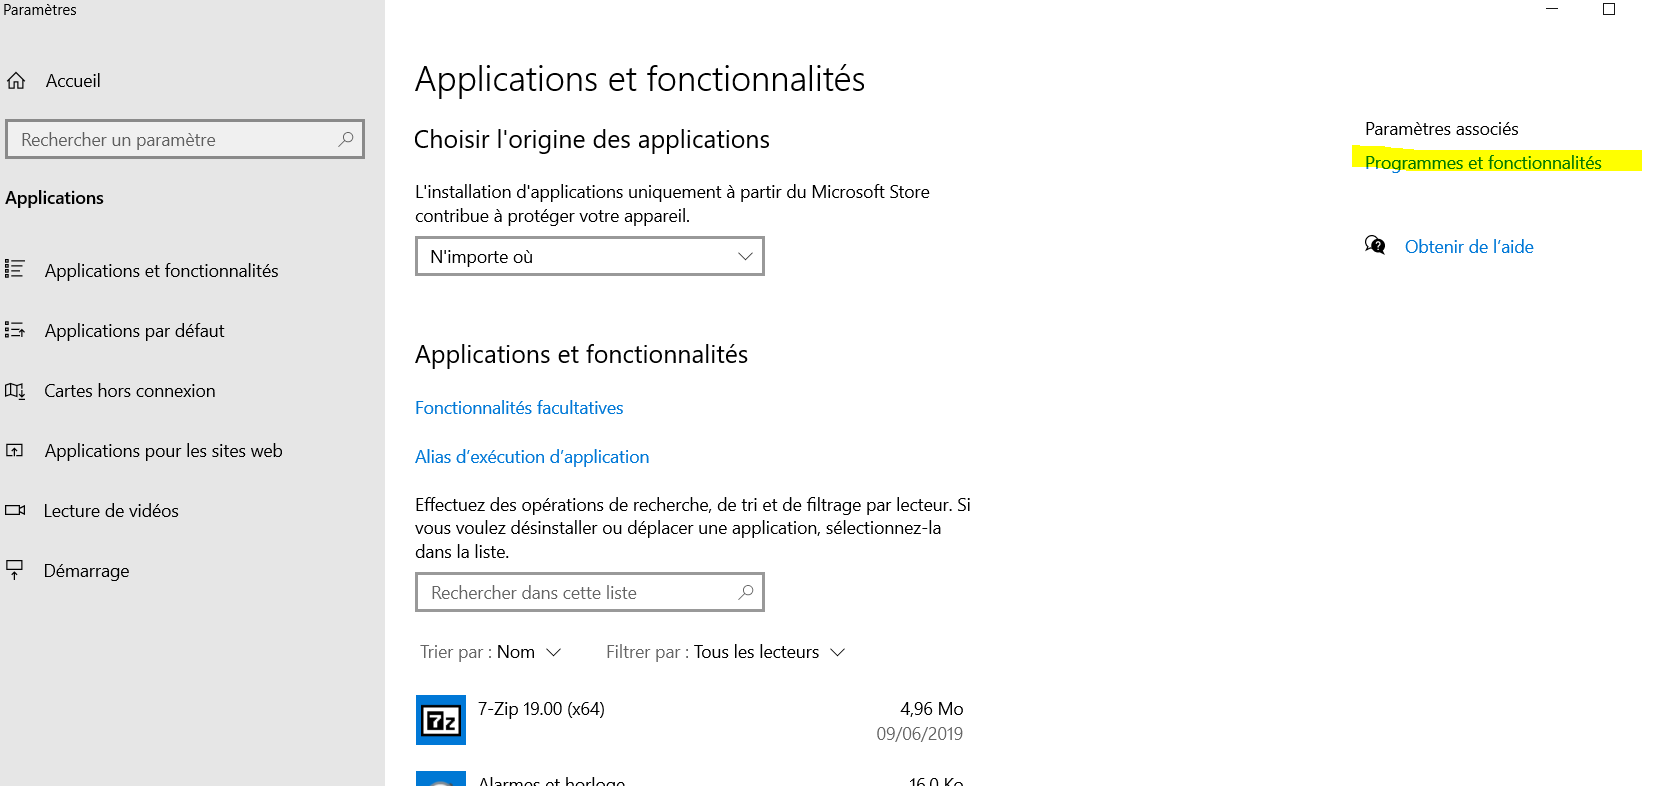 Paramètres
Accueil
Rechercher un paramètre
Applications
Applications et fonctionnalités
Applications par défaut
Cartes hors connexion
Applications pour les sites web
Lecture de vidéos
Démarrage
Applications et fonctionnalités
Choisir l'origine des applications
L'installation d'applications uniquement à partir du Microsoft Store
contribue à protéger votre appareil.
N'importe où
Applications et fonctionnalités
Fonctionnalités facultatives
Alias d'exécution d'application
Effectuez des opérations de recherche, de tri et de filtrage par lecteur. Si
vous voulez désinstaller ou déplacer une application, sélectionnez-la
dans la liste.
Rechercher dans cette liste
Trier par : Nom Filtrer par : Tous les lecteurs
7z
7-Zip 19.00 (x64) 4,96 Mo
09/06/2019
Alarmes et horloge 16,0 Ko
Paramètres associés
Programmes et fonctionnalités
Obtenir de l'aide